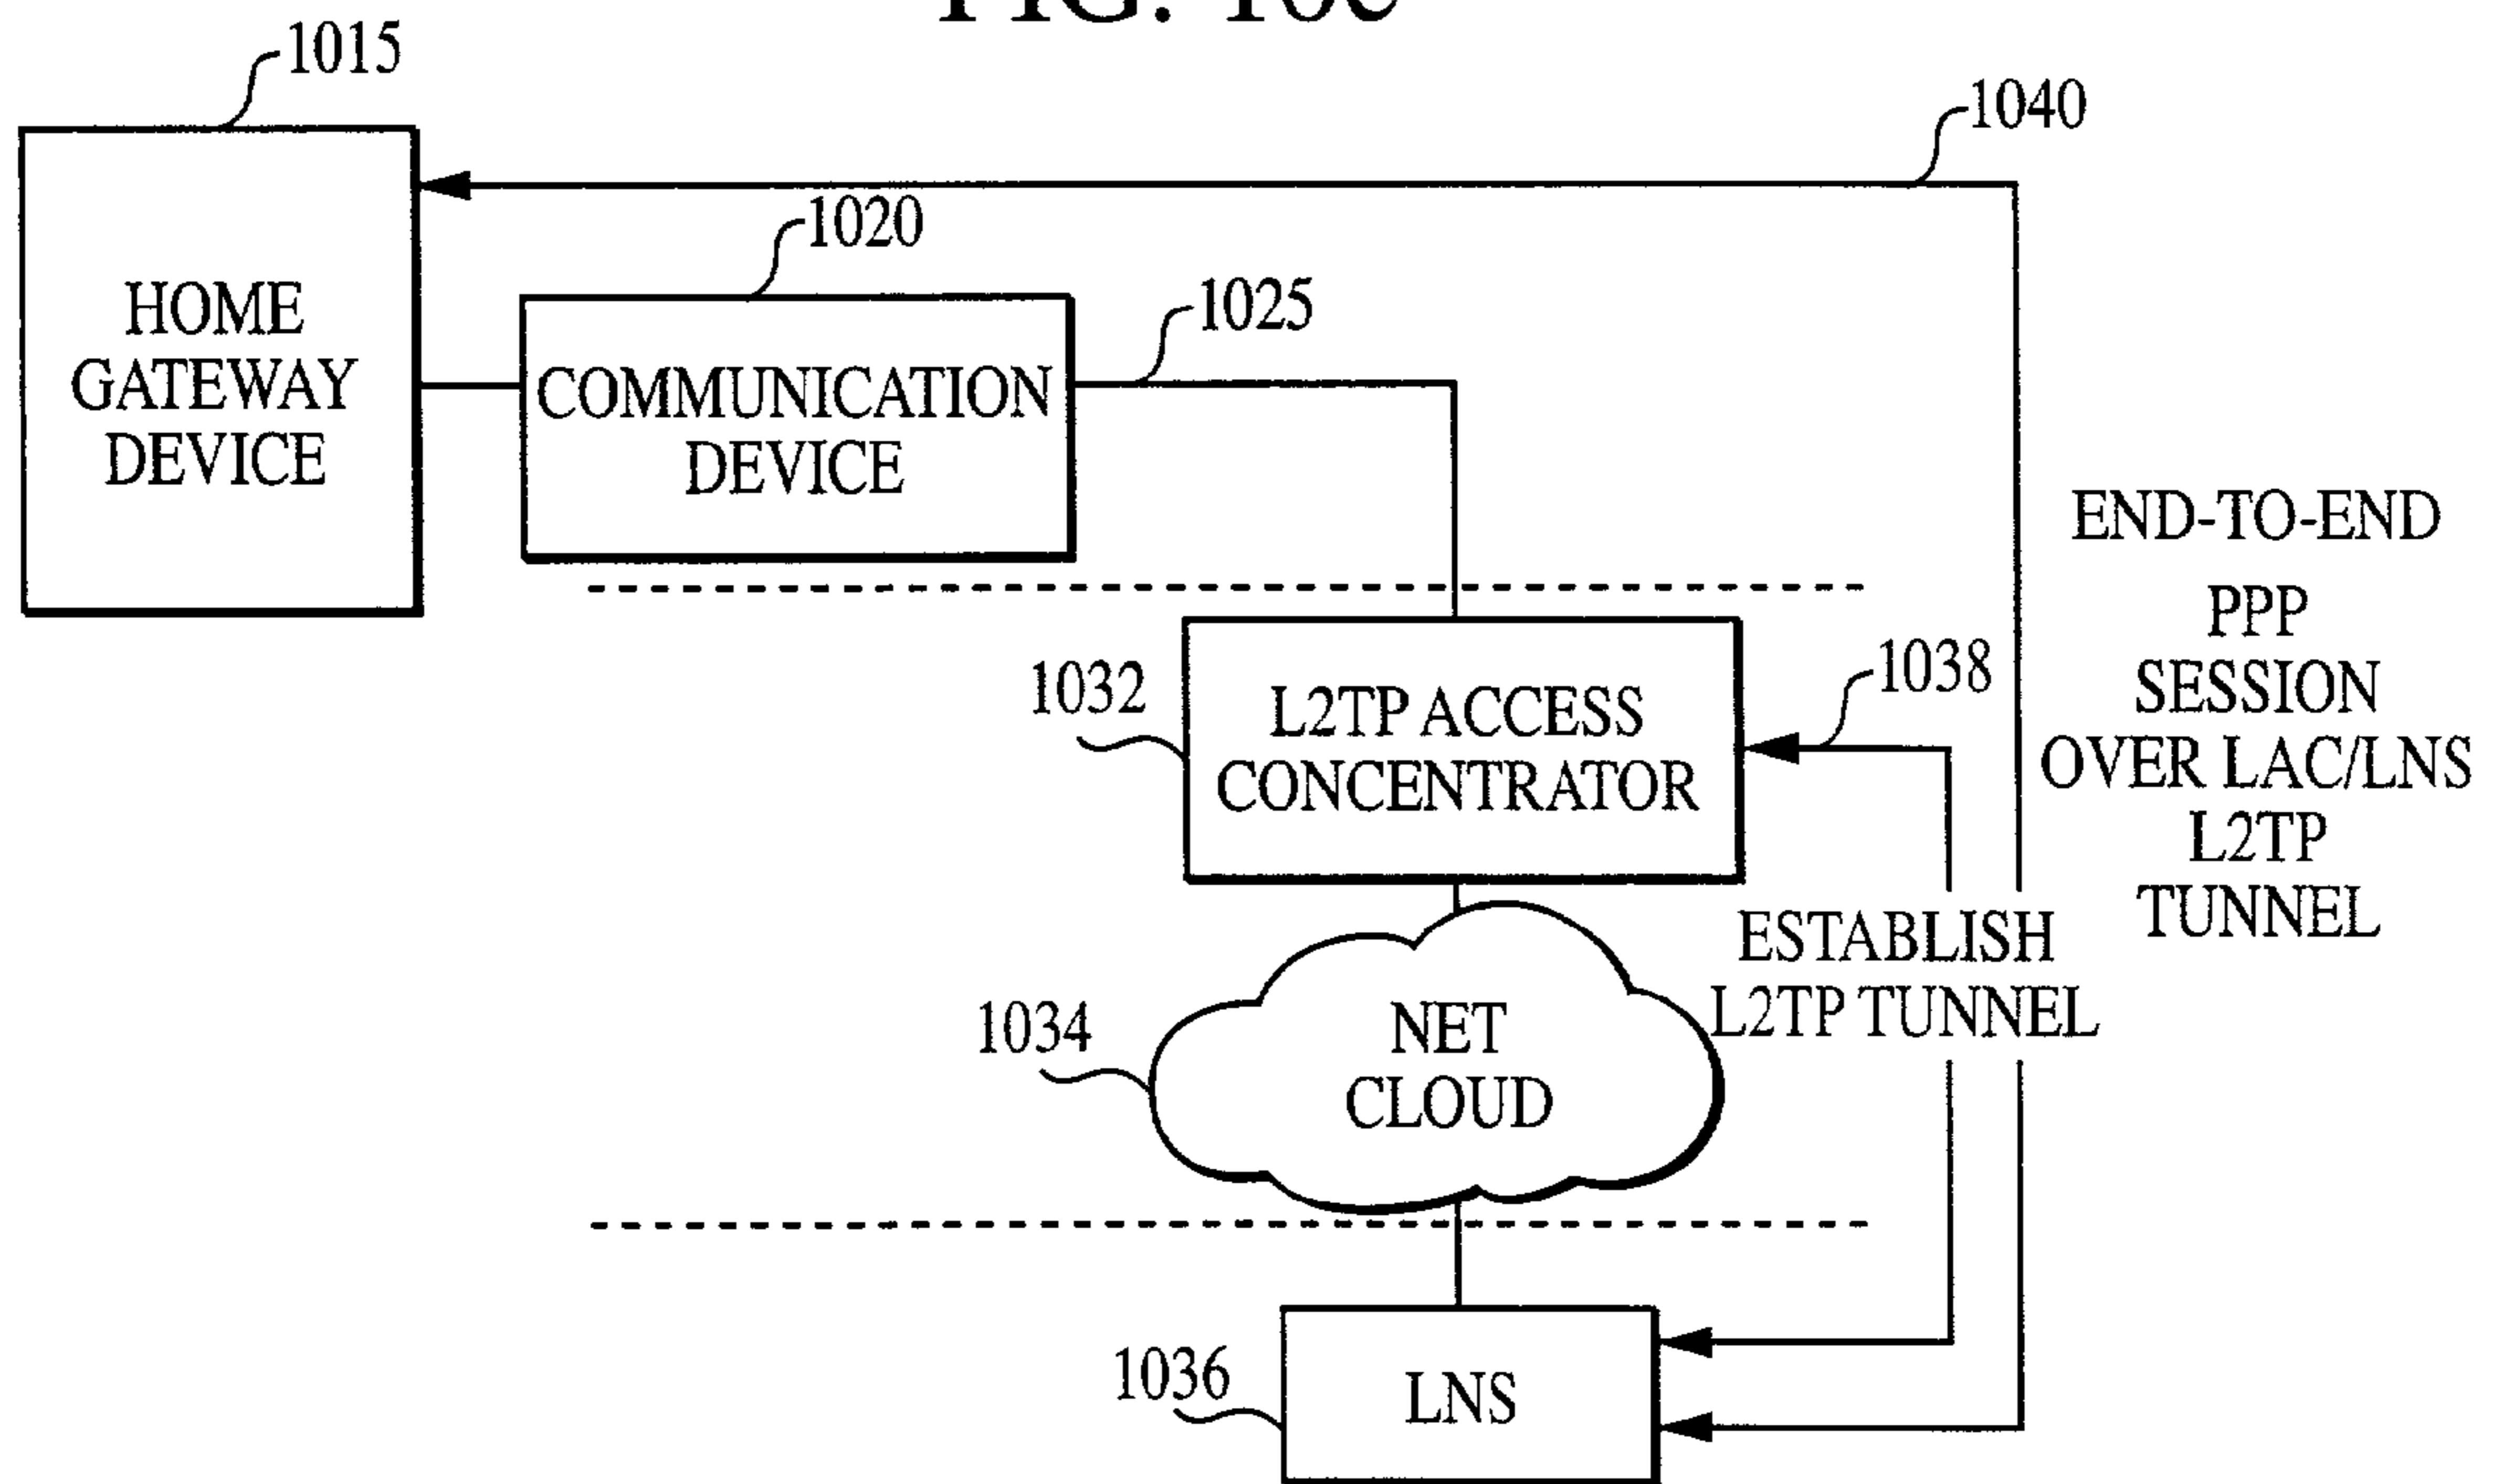 1015
1040
1020
1025
HOME
GATEWAY
DEVICE
COMMUNICATION
DEVICE
END-TO-END
PPP
SESSION
OVER LAC/LNS
L2TP
TUNNEL
1032
L2TP ACCESS
CONCENTRATOR
1038
ESTABLISH
L2TP TUNNEL
1034
NET
CLOUD
1036
LNS